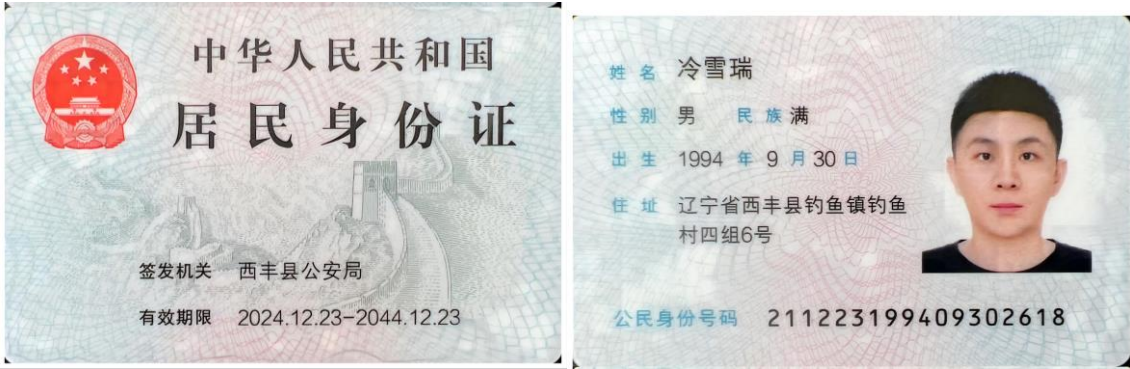 中华人民共和国
居民身份证
签发机关 西丰县公安局
有效期限 2024.12.23-2044.12.23
姓名 冷雪瑞
性别 男 民族 满
出生 1994 年 9 月 30 日
住址 辽宁省西丰县钓鱼镇钓鱼
村四组6号
公民身份号码 211223199409302618